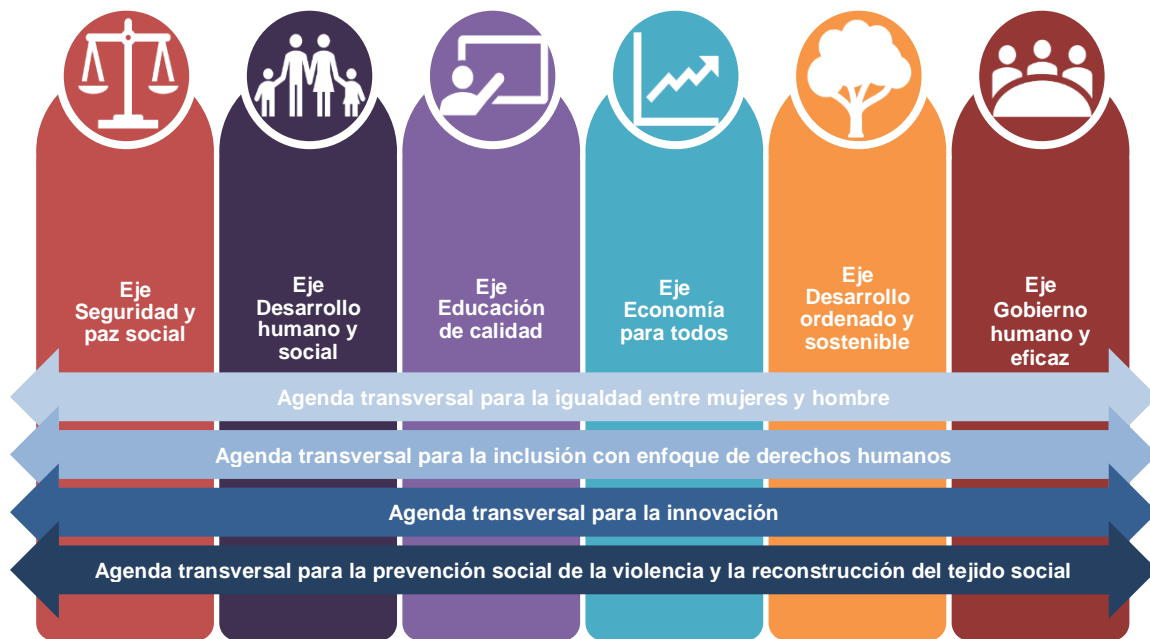 Eje
Seguridad y
paz social
Eje
Desarrollo
humano y
social
Eje
Educación
de calidad
Eje
Economía
para todos
Eje
Desarrollo
ordenado y
sostenible
Eje
Gobierno
humano y
eficaz
Agenda transversal para la igualdad entre mujeres y hombre
Agenda transversal para la inclusión con enfoque de derechos humanos
Agenda transversal para la innovación
Agenda transversal para la prevención social de la violencia y la reconstrucción del tejido social